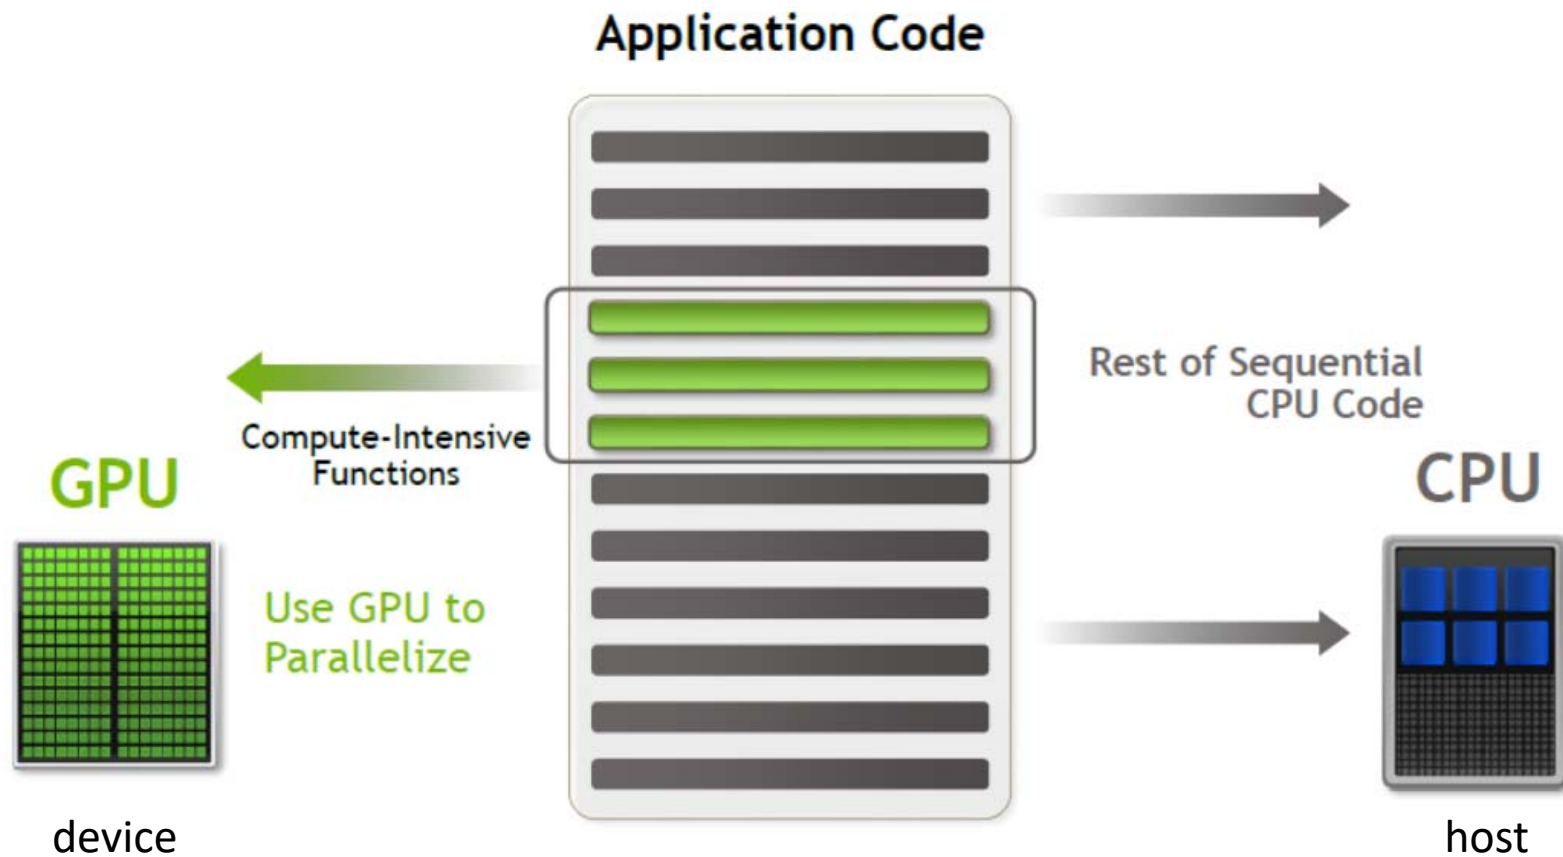 Application Code
Compute-Intensive
Functions
GPU
Use GPU to
Parallelize
device
Rest of Sequential
CPU Code
CPU
host